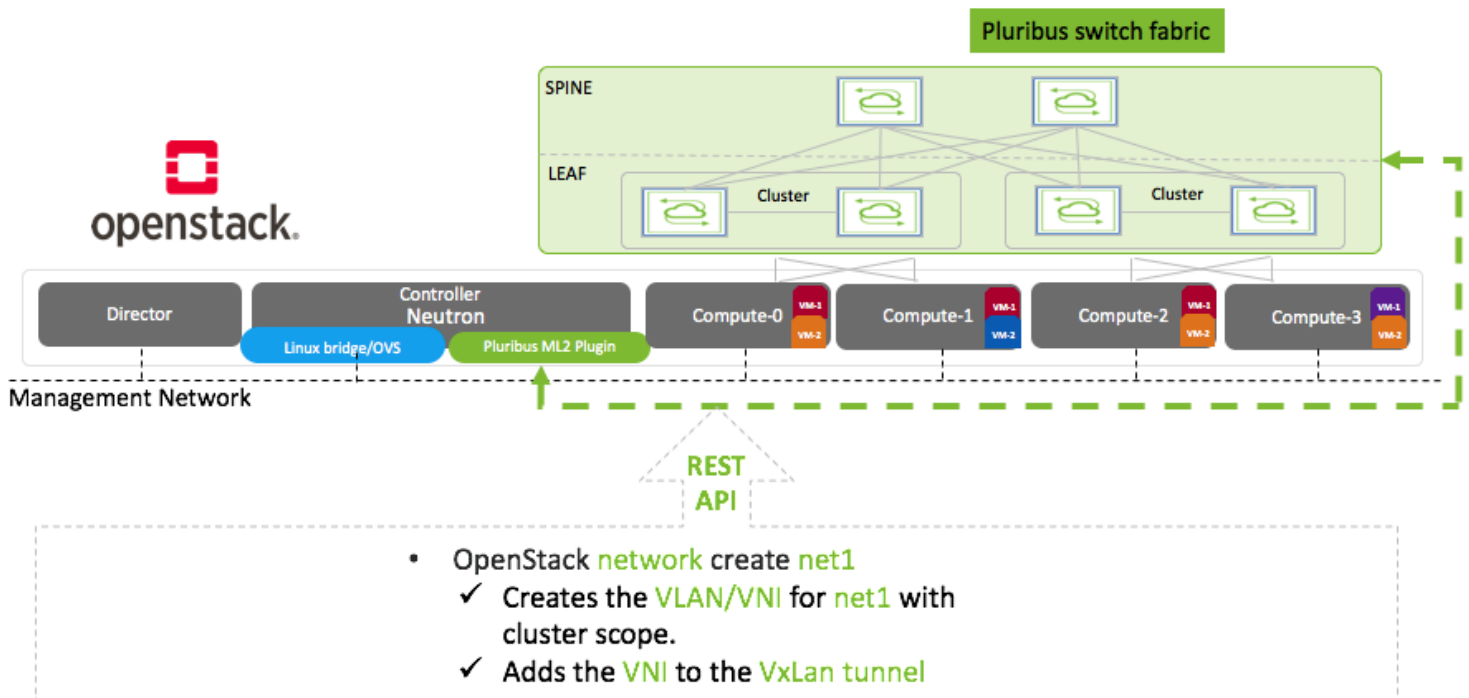 Pluribus switch fabric
SPINE
LEAF
Cluster
Cluster
openstack.
Director
Controller
Neutron
Linux bridge/OVS
Pluribus ML2 Plugin
Compute-0
VM-1
VM-2
Compute-1
VM-1
VM-2
Compute-2
VM-1
VM-2
Compute-3
VM-1
VM-2
Management Network
REST
API
• OpenStack network create net1
✓ Creates the VLAN/VNI for net1 with
cluster scope.
✓ Adds the VNI to the VxLan tunnel